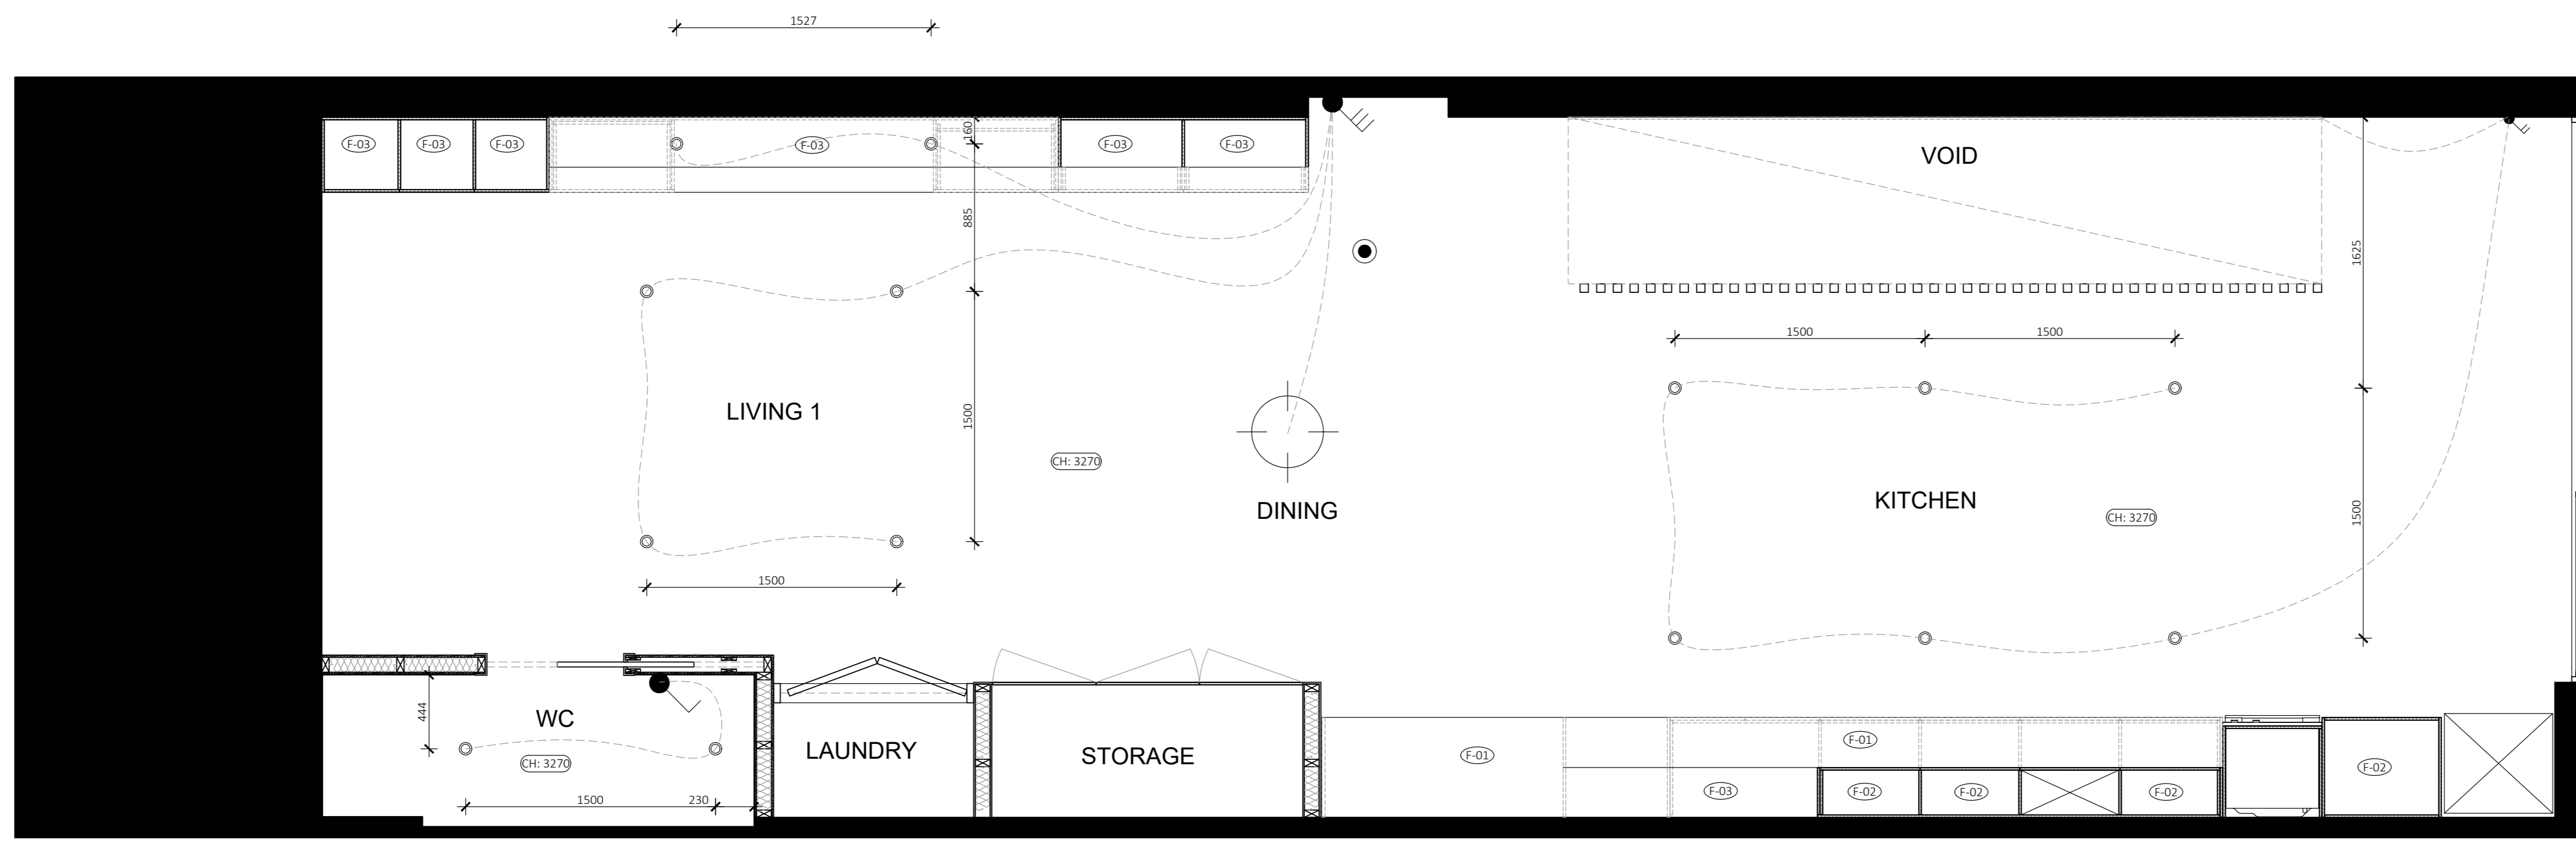 1527
F-03
F-03
F-03
F-03
160
F-03
F-03
VOID
885
1625
1500
1500
LIVING 1
1500
CH: 3270
DINING
KITCHEN
CH: 3270
1500
1500
444
WC
CH: 3270
LAUNDRY
STORAGE
F-01
F-01
F-02
F-03
F-02
F-02
F-02
1500
230